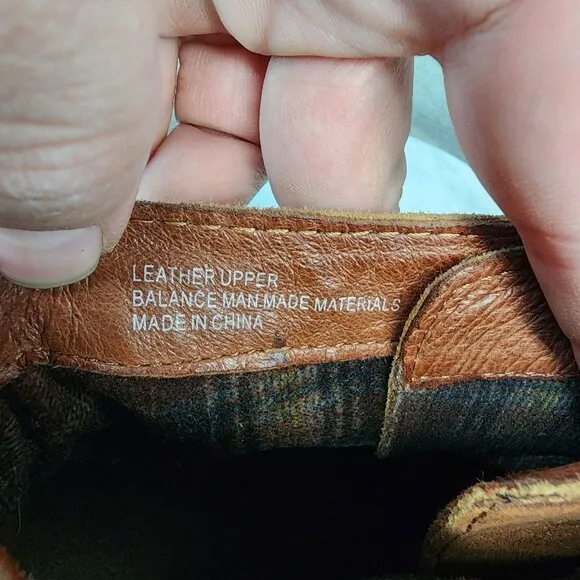 LEATHER UPPER
BALANCE MAN MADE MATERIALS
MADE IN CHINA